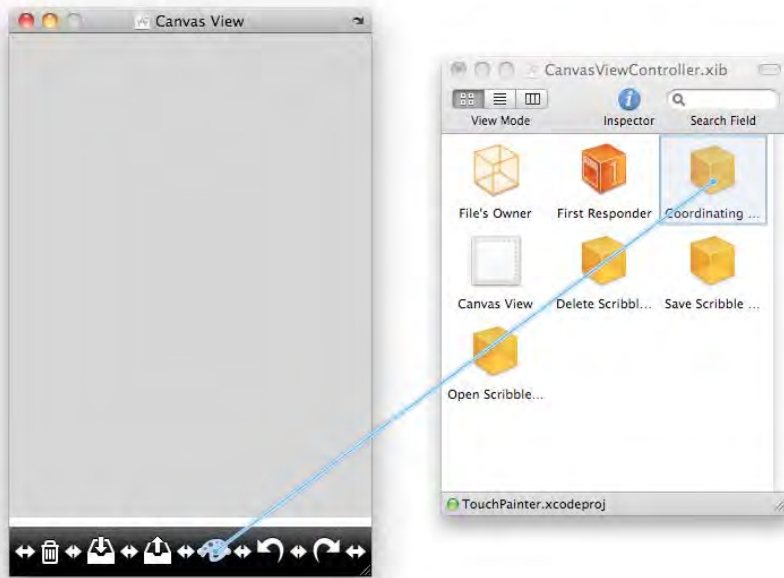 Canvas View
CanvasViewController.xib
View Mode
Inspector
Search Field
File's Owner
First Responder
Coordinating ...
Canvas View
Delete Scribbl...
Save Scribble ...
Open Scribble...
TouchPainter.xcodeproj